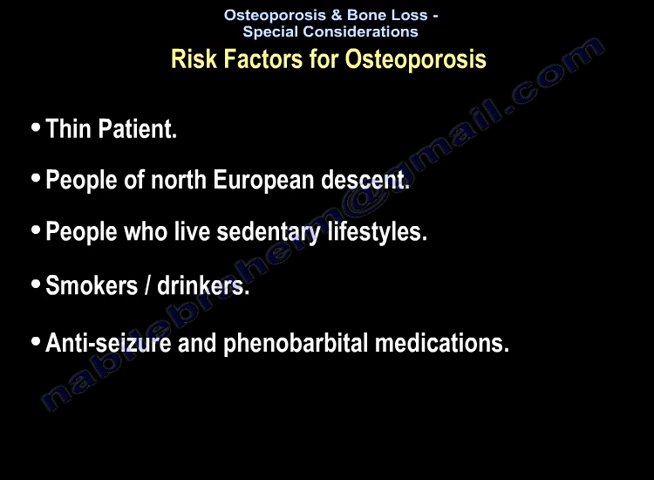 Osteoporosis & Bone Loss -
Special Considerations
Risk Factors for Osteoporosis
• Thin Patient.
• People of north European descent.
• People who live sedentary lifestyles.
• Smokers / drinkers.
• Anti-seizure and phenobarbital medications.
nabilebraheim@gmail.com